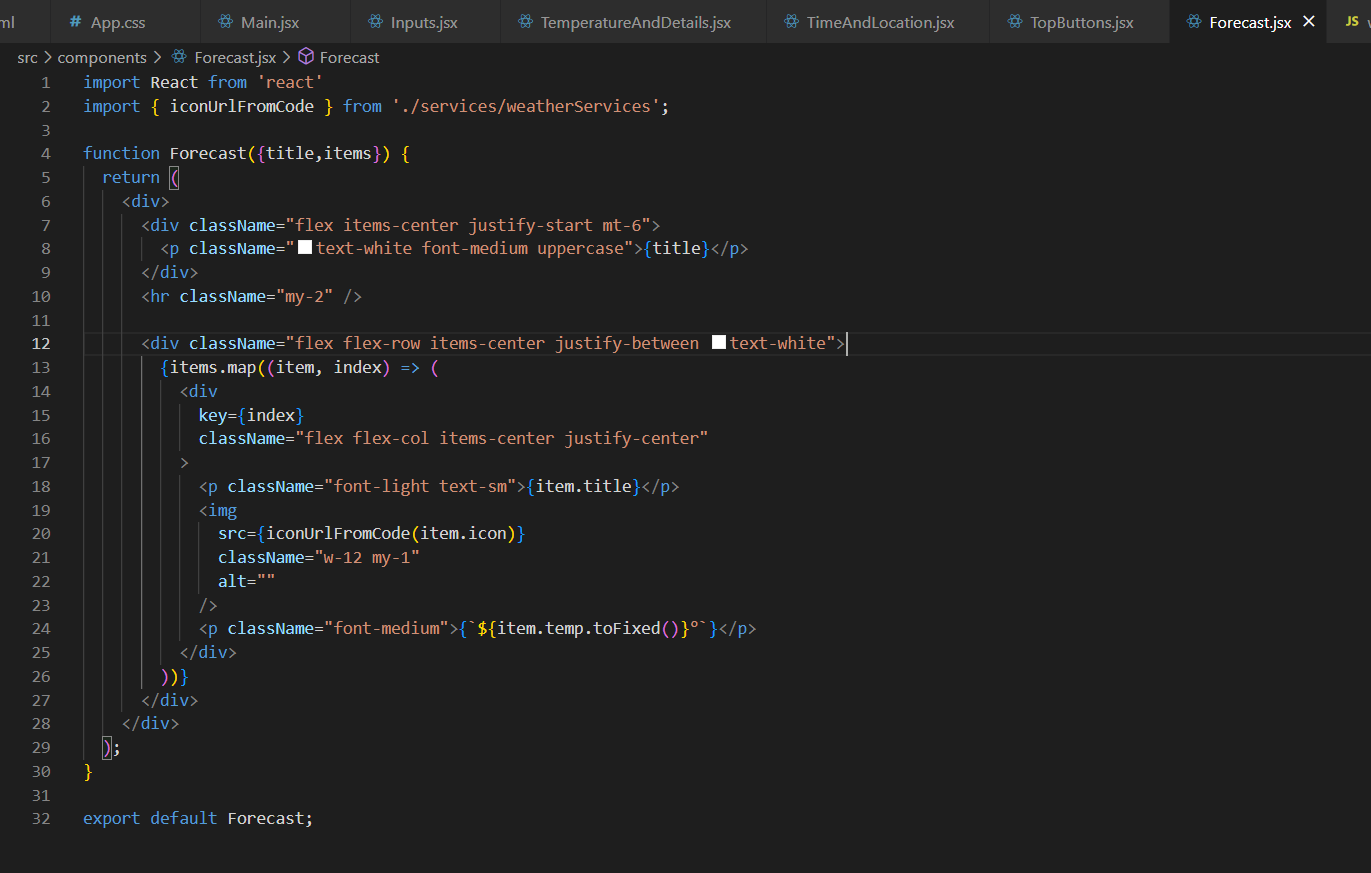 ml # App.css Main.jsx Inputs.jsx TemperatureAndDetails.jsx TimeAndLocation.jsx TopButtons.jsx Forecast.jsx × JS
src > components > Forecast.jsx > Forecast
1 import React from 'react'
2 import { iconUrlFromCode } from './services/weatherServices';
3
4 function Forecast({title,items}) {
5   return (
6     <div>
7       <div className="flex items-center justify-start mt-6">
8         <p className="text-white font-medium uppercase">{title}</p>
9       </div>
10       <hr className="my-2" />
11
12       <div className="flex flex-row items-center justify-between text-white">
13         {items.map((item, index) => (
14           <div
15             key={index}
16             className="flex flex-col items-center justify-center"
17           >
18             <p className="font-light text-sm">{item.title}</p>
19             <img
20               src={iconUrlFromCode(item.icon)}
21               className="w-12 my-1"
22               alt=""
23             />
24             <p className="font-medium">{`${item.temp.toFixed()}°`}</p>
25           </div>
26         ))}
27       </div>
28     </div>
29   );
30 }
31
32 export default Forecast;